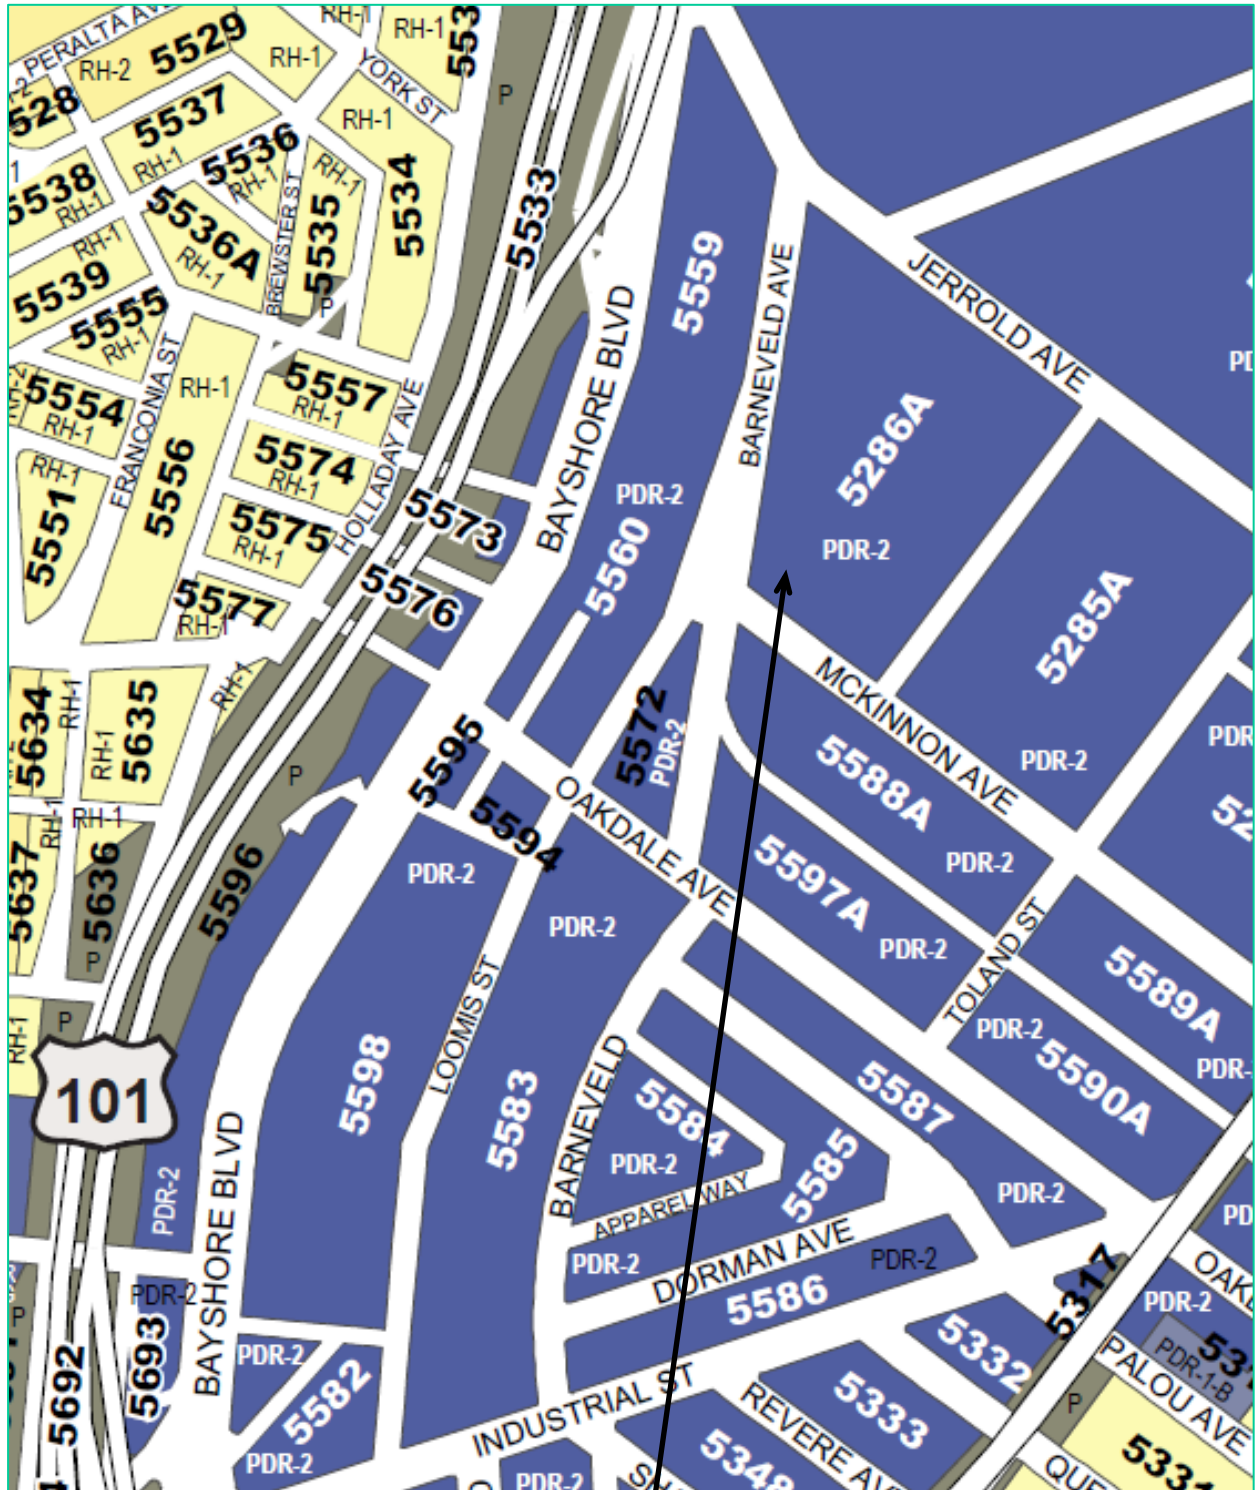 PERALTA AVE
RH-2
5529
RH-1
RH-1
RH-1
553
YORK ST
RH-1
P
528
5537
RH-1
5536
RH-1
RH-1
5538
RH-1
5536A
RH-1
BREWSTER ST
5535
P
5534
5533
RH-1
5539
5555
RH-1
FRANCONIA ST
RH-1
5554
RH-1
5557
RH-1
HOLLADAY AVE
5556
RH-1
5551
5574
RH-1
5575
RH-1
5573
5577
RH-1
5576
BAYSHORE BLVD
5559
BARNEVELD AVE
JERROLD AVE
PDR-2
5560
5286A
PDR-2
5285A
PDR-2
MCKINNON AVE
5572
PDR-2
5595
5594
OAKDALE AVE
5588A
PDR-2
5597A
PDR-2
TOLAND ST
5589A
PDR-2
5590A
PDR-
PDR
5634
RH-1
RH-1
5635
RH-1
RH-1
RH-1
5637
5636
P
P
5596
RH-1
P
101
PDR-2
PDR-2
LOOMIS ST
5598
5583
BARNEVELD
5584
PDR-2
APPAREL WAY
5585
5587
PDR-2
PDR-2
DORMAN AVE
PDR-2
5586
INDUSTRIAL ST
PDR-2
BAYSHORE BLVD
PDR-2
5693
5692
P
PDR-2
5582
PDR-2
PDR-2
5348
REVERE AVE
5333
5332
5317
PDR-2
PDR-1-B
PALOU AVE
P